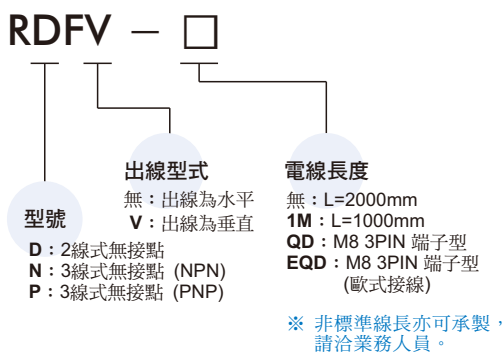 RDFV - □
型號
D：2線式無接點
N：3線式無接點 (NPN)
P：3線式無接點 (PNP)
出線型式
無：出線為水平
V：出線為垂直
電線長度
無：L=2000mm
1M：L=1000mm
QD：M8 3PIN 端子型
EQD：M8 3PIN 端子型
(歐式接線)
※ 非標準線長亦可承製，
請洽業務人員。